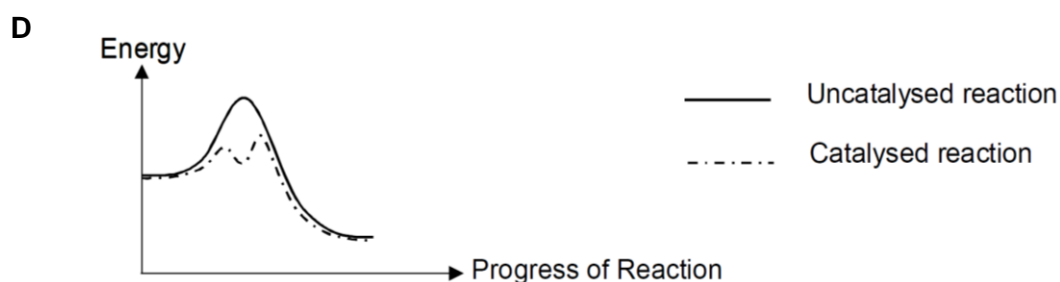 D
Energy
Uncatalysed reaction
Catalysed reaction
Progress of Reaction